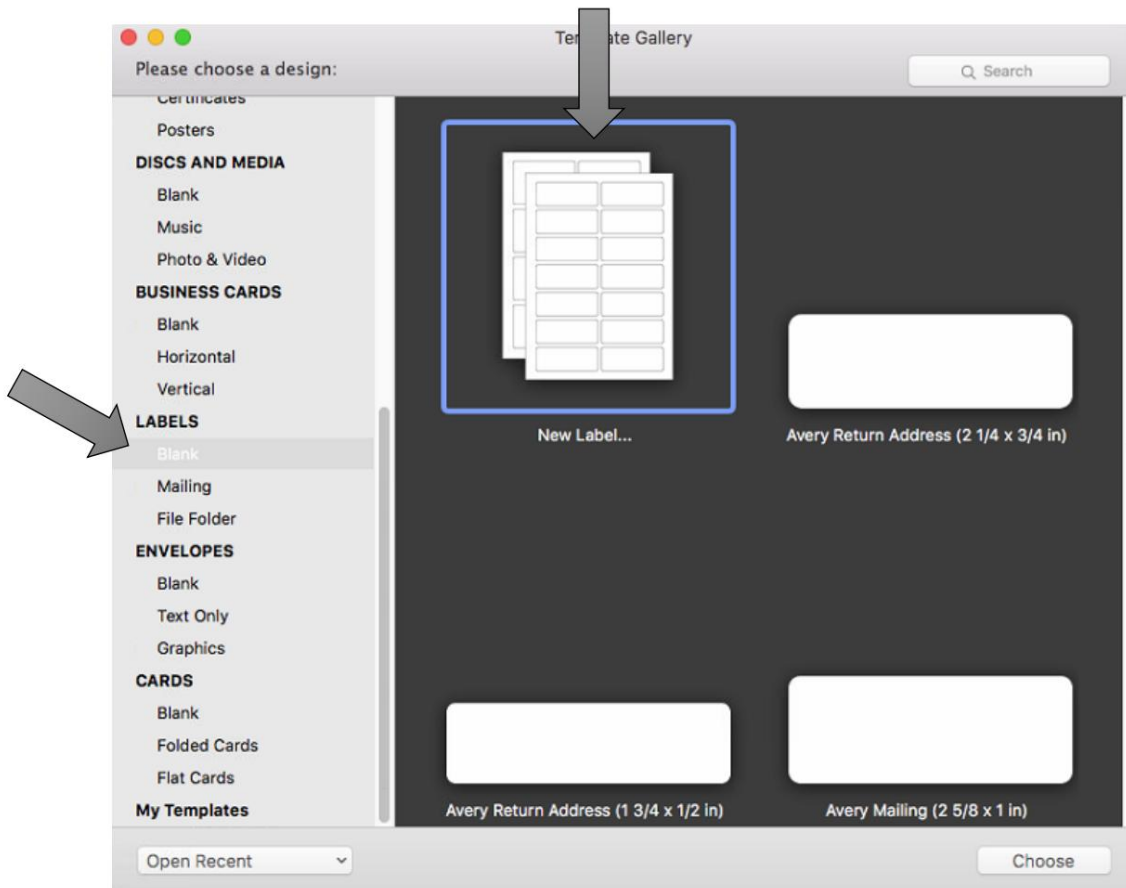 Template Gallery
Please choose a design:
Search
Certificates
Posters
DISCS AND MEDIA
Blank
Music
Photo & Video
BUSINESS CARDS
Blank
Horizontal
Vertical
LABELS
Blank
Mailing
File Folder
ENVELOPES
Blank
Text Only
Graphics
CARDS
Blank
Folded Cards
Flat Cards
My Templates
New Label...
Avery Return Address (2 1/4 x 3/4 in)
Avery Return Address (1 3/4 x 1/2 in)
Avery Mailing (2 5/8 x 1 in)
Open Recent
Choose